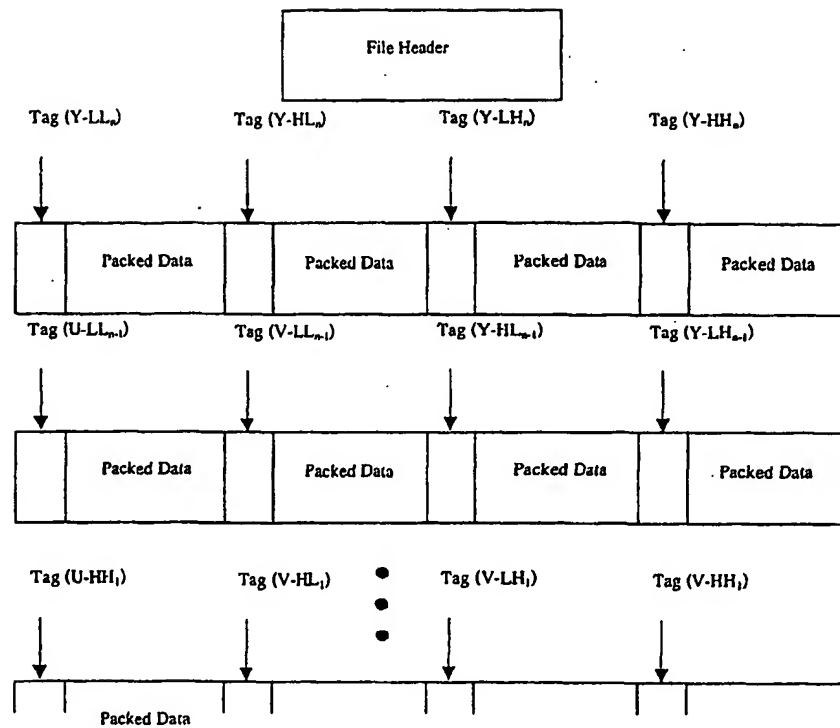 File Header
Tag (Y-LLₙ) Tag (Y-HLₙ) Tag (Y-LHₙ) Tag (Y-HHₙ)
Packed Data Packed Data Packed Data Packed Data
Tag (U-LLₙ₋₁) Tag (V-LLₙ₋₁) Tag (Y-HLₙ₋₁) Tag (Y-LHₙ₋₁)
Packed Data Packed Data Packed Data Packed Data
Tag (U-HH₁) Tag (V-HL₁) Tag (V-LH₁) Tag (V-HH₁)
Packed Data